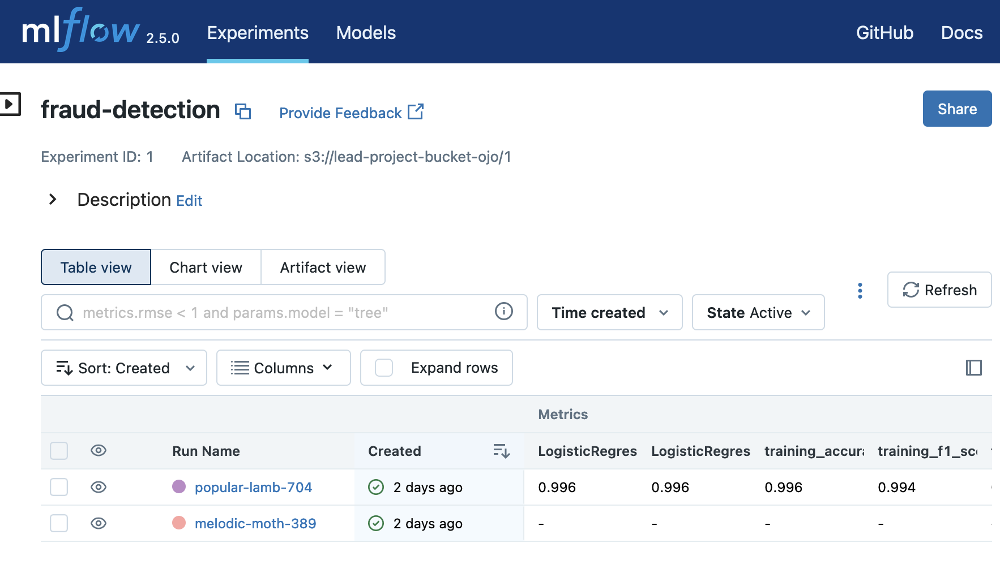 mlflow 2.5.0 Experiments Models GitHub Docs
fraud-detection Provide Feedback Share
Experiment ID: 1 Artifact Location: s3://lead-project-bucket-ojo/1
Description Edit
Table view Chart view Artifact view
Refresh
metrics.rmse < 1 and params.model = "tree" Time created State Active
Sort: Created Columns Expand rows
Metrics
Run Name Created LogisticRegres LogisticRegres training_accura training_f1_sco
popular-lamb-704 2 days ago 0.996 0.996 0.996 0.994
melodic-moth-389 2 days ago - - - -